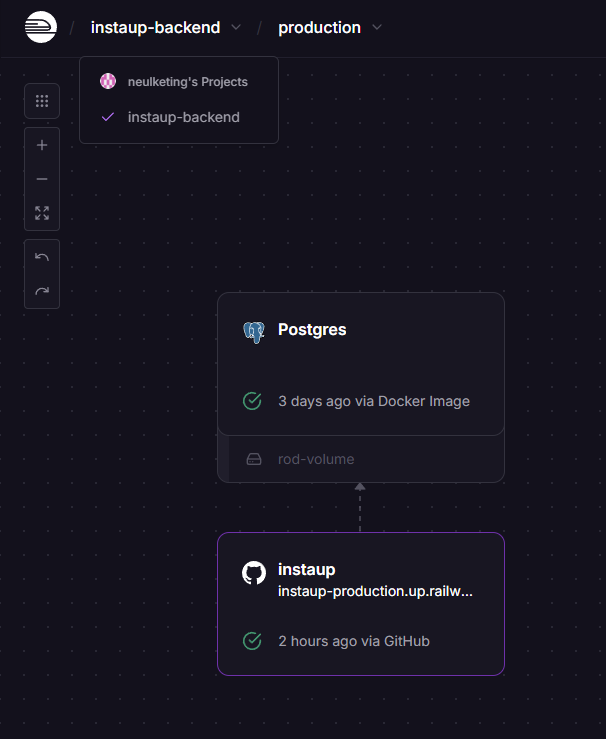 / instaup-backend / production
neulketing's Projects
instaup-backend
Postgres
3 days ago via Docker Image
rod-volume
instaup
instaup-production.up.railw...
2 hours ago via GitHub